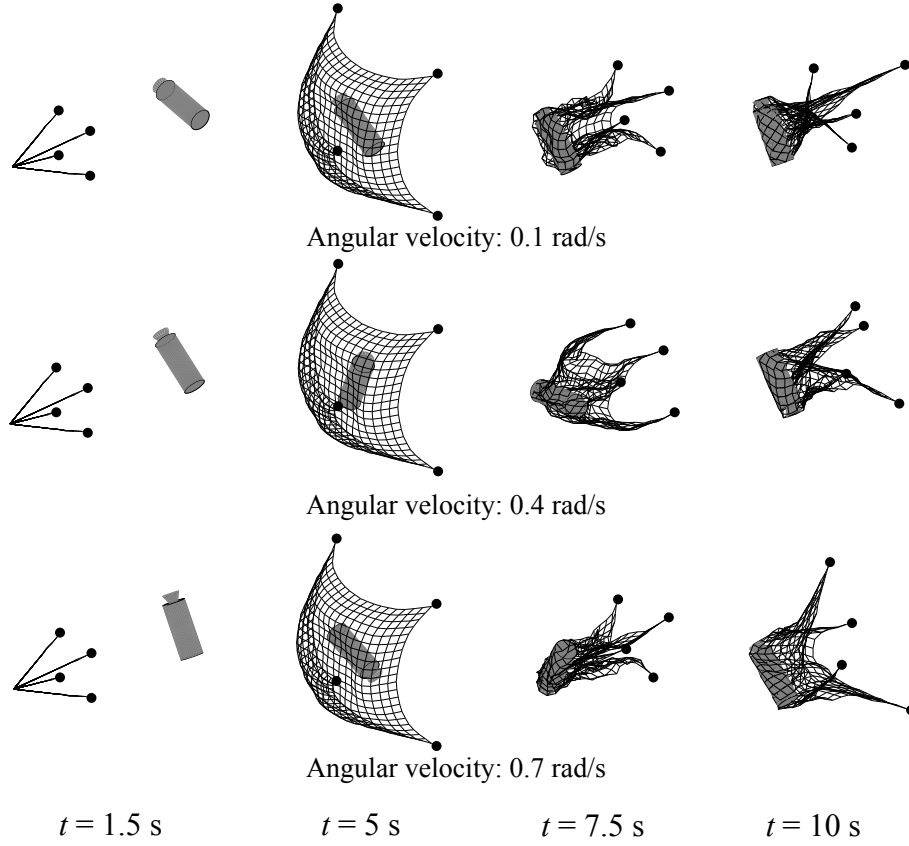 Angular velocity: 0.1 rad/s
Angular velocity: 0.4 rad/s
Angular velocity: 0.7 rad/s
t = 1.5 s t = 5 s t = 7.5 s t = 10 s